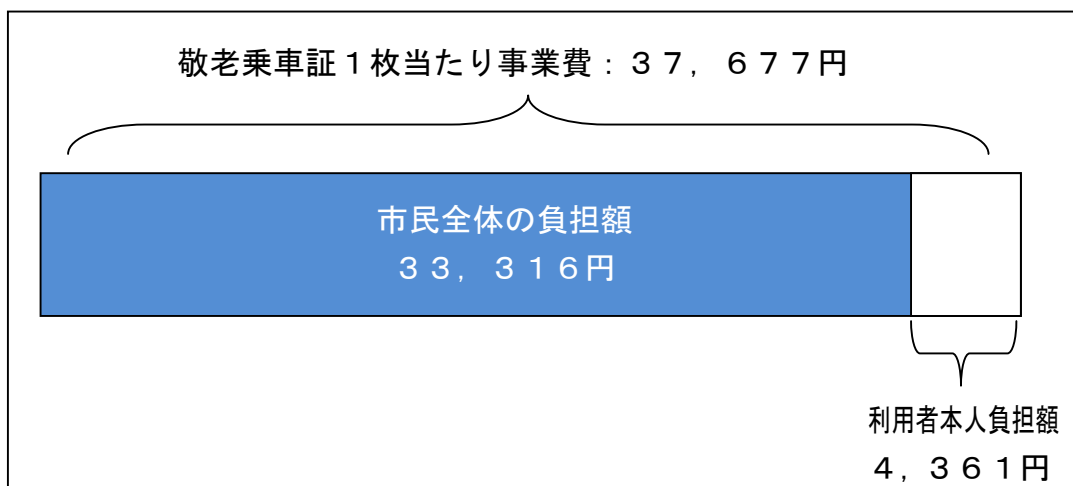 敬老乗車証１枚当たり事業費：３７，６７７円
市民全体の負担額
３３，３１６円
利用者本人負担額
４，３６１円